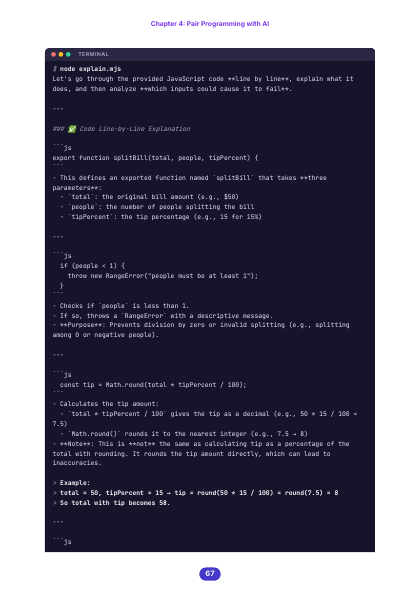 Chapter 4: Pair Programming with AI
TERMINAL
$ node explain.mjs
Let's go through the provided JavaScript code **line by line**, explain what it
does, and then analyze **which inputs could cause it to fail**.
---
### ✅ Code Line-by-Line Explanation
```js
export function splitBill(total, people, tipPercent) {
```
- This defines an exported function named `splitBill` that takes **three
parameters**:
- `total`: the original bill amount (e.g., $50)
- `people`: the number of people splitting the bill
- `tipPercent`: the tip percentage (e.g., 15 for 15%)
---
```js
if (people < 1) {
throw new RangeError("people must be at least 1");
}
```
- Checks if `people` is less than 1.
- If so, throws a `RangeError` with a descriptive message.
- **Purpose**: Prevents division by zero or invalid splitting (e.g., splitting
among 0 or negative people).
---
```js
const tip = Math.round(total * tipPercent / 100);
```
- Calculates the tip amount:
- `total * tipPercent / 100` gives the tip as a decimal (e.g., 50 * 15 / 100 =
7.5)
- `Math.round()` rounds it to the nearest integer (e.g., 7.5 → 8)
- **Note**: This is **not** the same as calculating tip as a percentage of the
total with rounding. It rounds the tip amount directly, which can lead to
inaccuracies.
> Example:
> total = 50, tipPercent = 15 → tip = round(50 * 15 / 100) = round(7.5) = 8
> So total with tip becomes 58.
---
```js
67